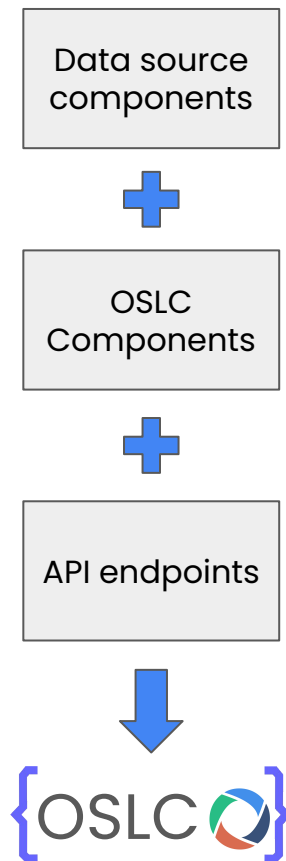 Data source
components
OSLC
Components
API endpoints
{OSLC}